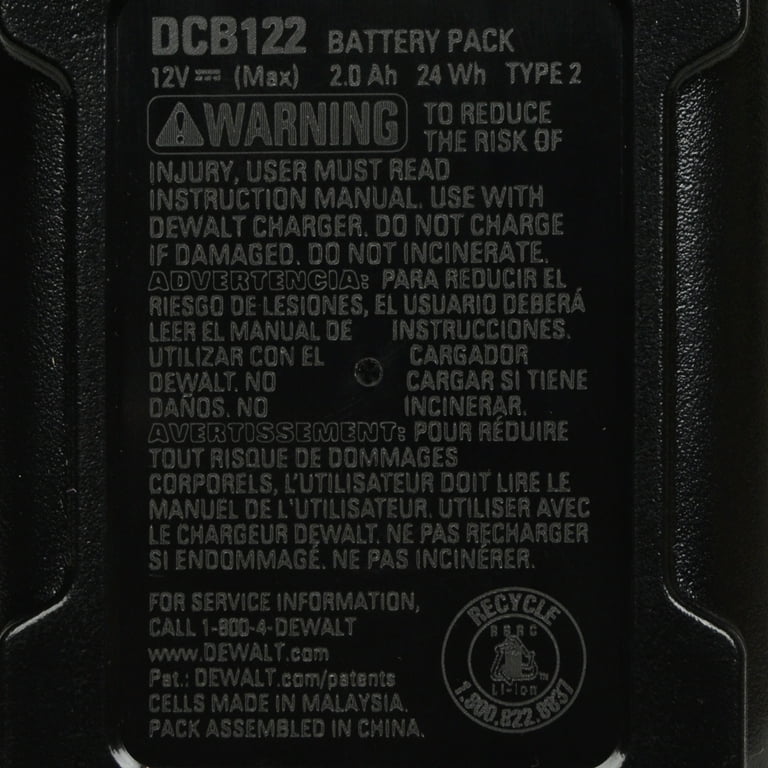 DCB122 BATTERY PACK
12V ⎓ (Max) 2.0 Ah 24 Wh TYPE 2
⚠WARNING TO REDUCE
THE RISK OF
INJURY, USER MUST READ
INSTRUCTION MANUAL. USE WITH
DEWALT CHARGER. DO NOT CHARGE
IF DAMAGED. DO NOT INCINERATE.
ADVERTENCIA: PARA REDUCIR EL
RIESGO DE LESIONES, EL USUARIO DEBERÁ
LEER EL MANUAL DE INSTRUCCIONES.
UTILIZAR CON EL CARGADOR
DEWALT. NO CARGAR SI TIENE
DAÑOS. NO INCINERAR.
AVERTISSEMENT: POUR RÉDUIRE
TOUT RISQUE DE DOMMAGES
CORPORELS, L'UTILISATEUR DOIT LIRE LE
MANUEL DE L'UTILISATEUR. UTILISER AVEC
LE CHARGEUR DEWALT. NE PAS RECHARGER
SI ENDOMMAGÉ. NE PAS INCINÉRER.
FOR SERVICE INFORMATION,
CALL 1-800-4-DEWALT
www.DEWALT.com
Pat.: DEWALT.com/patents
CELLS MADE IN MALAYSIA.
PACK ASSEMBLED IN CHINA.
RECYCLE
RBRC
Li-Ion ™
1.800.822.8837